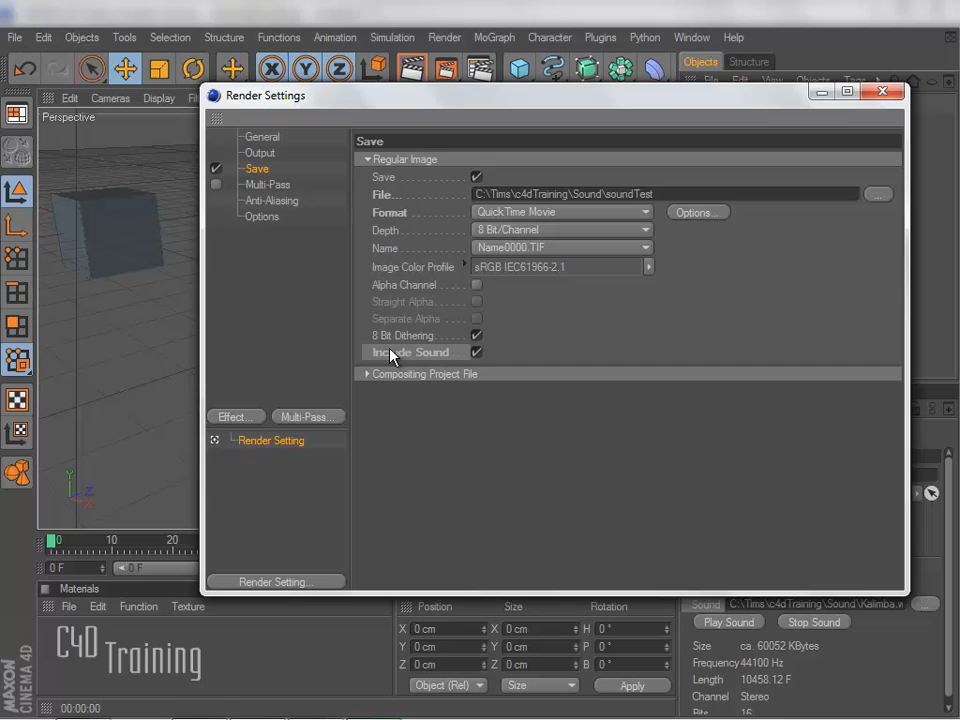 File Edit Objects Tools Selection Structure Functions Animation Simulation Render MoGraph Character Plugins Python Window Help
X Y Z
Objects Structure
Edit Cameras Display
Perspective
Render Settings
General
Output
Save
Multi-Pass
Anti-Aliasing
Options
Effect... Multi-Pass...
Render Setting
Render Setting...
Save
Regular Image
Save
File... C:\Tims\c4dTraining\Sound\soundTest ...
Format QuickTime Movie Options...
Depth 8 Bit/Channel
Name Name0000.TIF
Image Color Profile sRGB IEC61966-2.1
Alpha Channel
Straight Alpha
Separate Alpha
8 Bit Dithering
Include Sound
Compositing Project File
Y
Z
X
0 10 20
0 F 0 F
Materials
File Edit Function Texture
C4D Training
MAXON
CINEMA 4D
Position Size Rotation
X 0 cm X 0 cm H 0 °
Y 0 cm Y 0 cm P 0 °
Z 0 cm Z 0 cm B 0 °
Object (Rel) Size Apply
Sound C:\Tims\c4dTraining\Sound\Kalimba.w ...
Play Sound Stop Sound
Size ca. 60052 KBytes
Frequency 44100 Hz
Length 10458.12 F
Channel Stereo
Bits 16
00:00:00